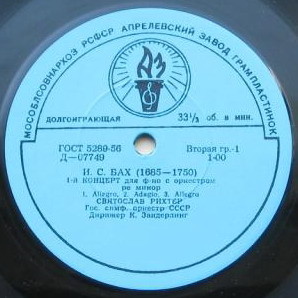 МОСОБЛСОВНАРХОЗ РСФСР АПРЕЛЕВСКИЙ ЗАВОД ГРАМПЛАСТИНОК
ДОЛГОИГРАЮЩАЯ 33⅓ об. в мин.
ГОСТ 5289-56 Вторая гр.-1
Д—07749 1-00
И. С. БАХ (1685—1750)
1-й КОНЦЕРТ для ф-но с оркестром
ре минор
1. Allegro, 2. Adagio, 3. Allegro
СВЯТОСЛАВ РИХТЕР
Гос. симф. оркестр СССР
Дирижер К. Зандерлинг